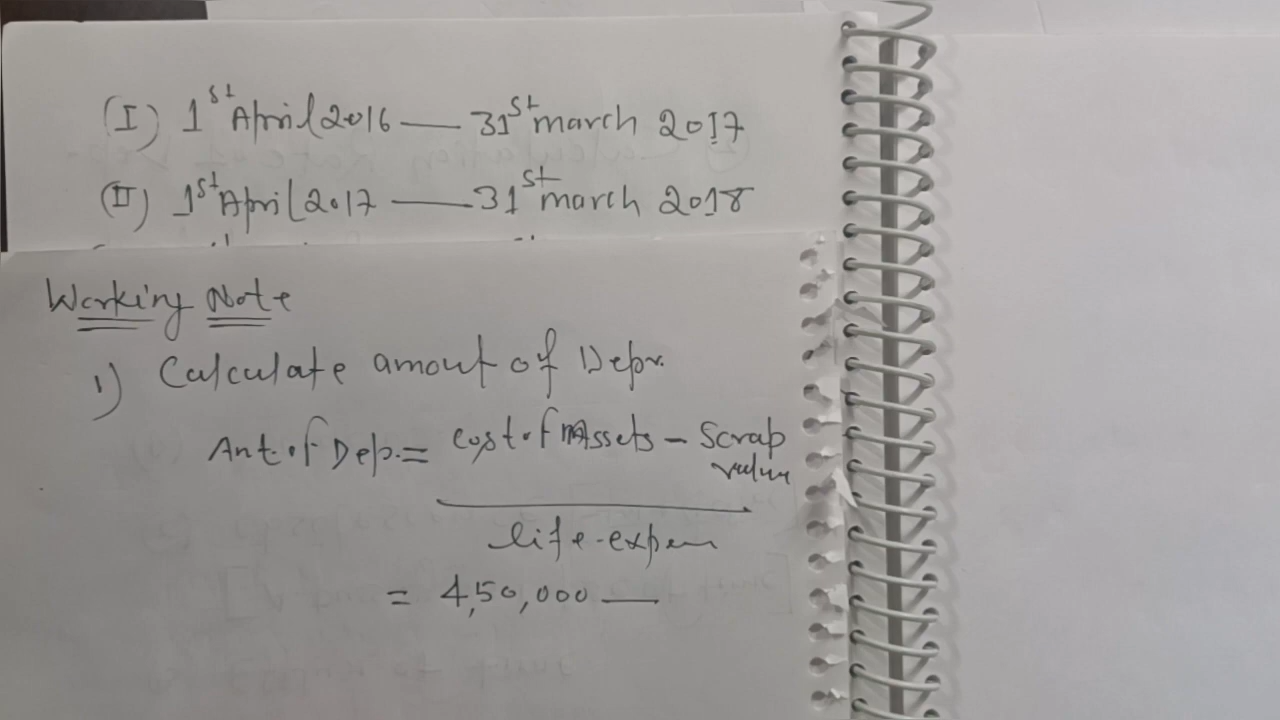 (I) 1st April 2016 — 31st march 2017
(II) 1st April 2017 — 31st march 2018
Working Note
1) Calculate amout of Depr.
Amt. of Dep. = Cost of Assets - Scrap
value
life-expen
= 4,50,000 —